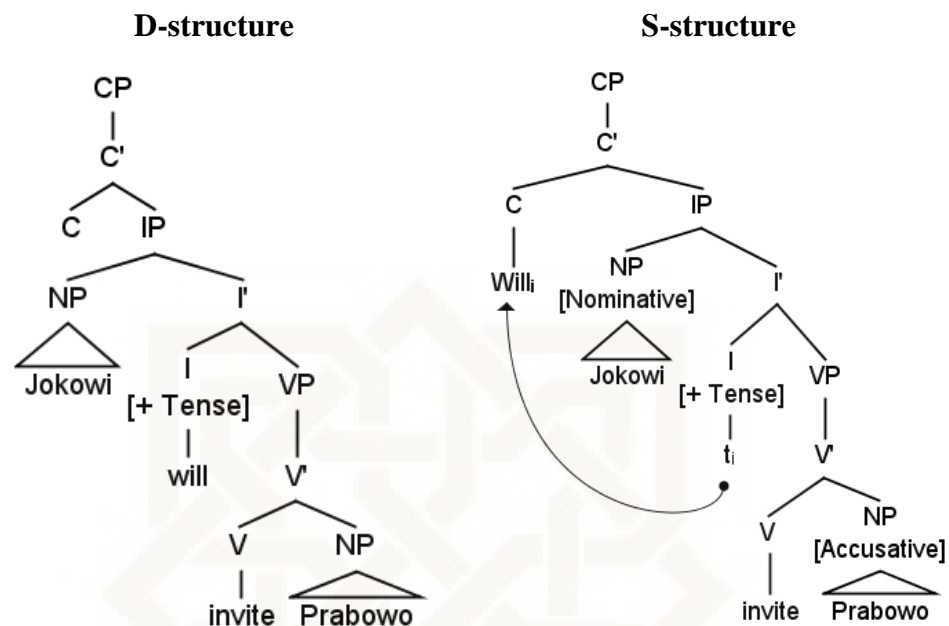 D-structure
S-structure
CP
C'
C IP
NP I'
Jokowi
I
[+ Tense]
will
VP
V'
V NP
invite Prabowo
CP
C'
C IP
Willᵢ
NP
[Nominative]
Jokowi
I'
I
[+ Tense]
tᵢ
VP
V'
V NP
[Accusative]
invite Prabowo